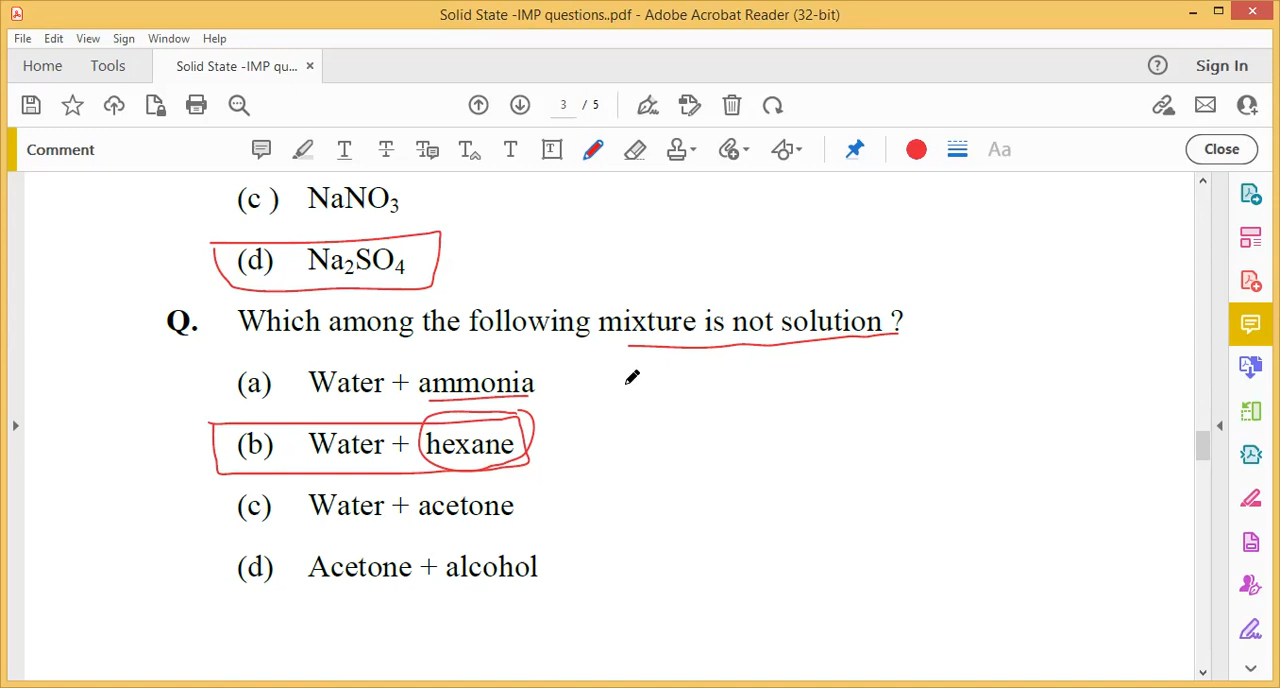 Solid State -IMP questions..pdf - Adobe Acrobat Reader (32-bit)
File Edit View Sign Window Help
Home Tools Solid State -IMP qu... × Sign In
3 / 5
Comment Aa Close
(c ) NaNO3
(d) Na2SO4
Q. Which among the following mixture is not solution ?
(a) Water + ammonia
(b) Water + hexane
(c) Water + acetone
(d) Acetone + alcohol